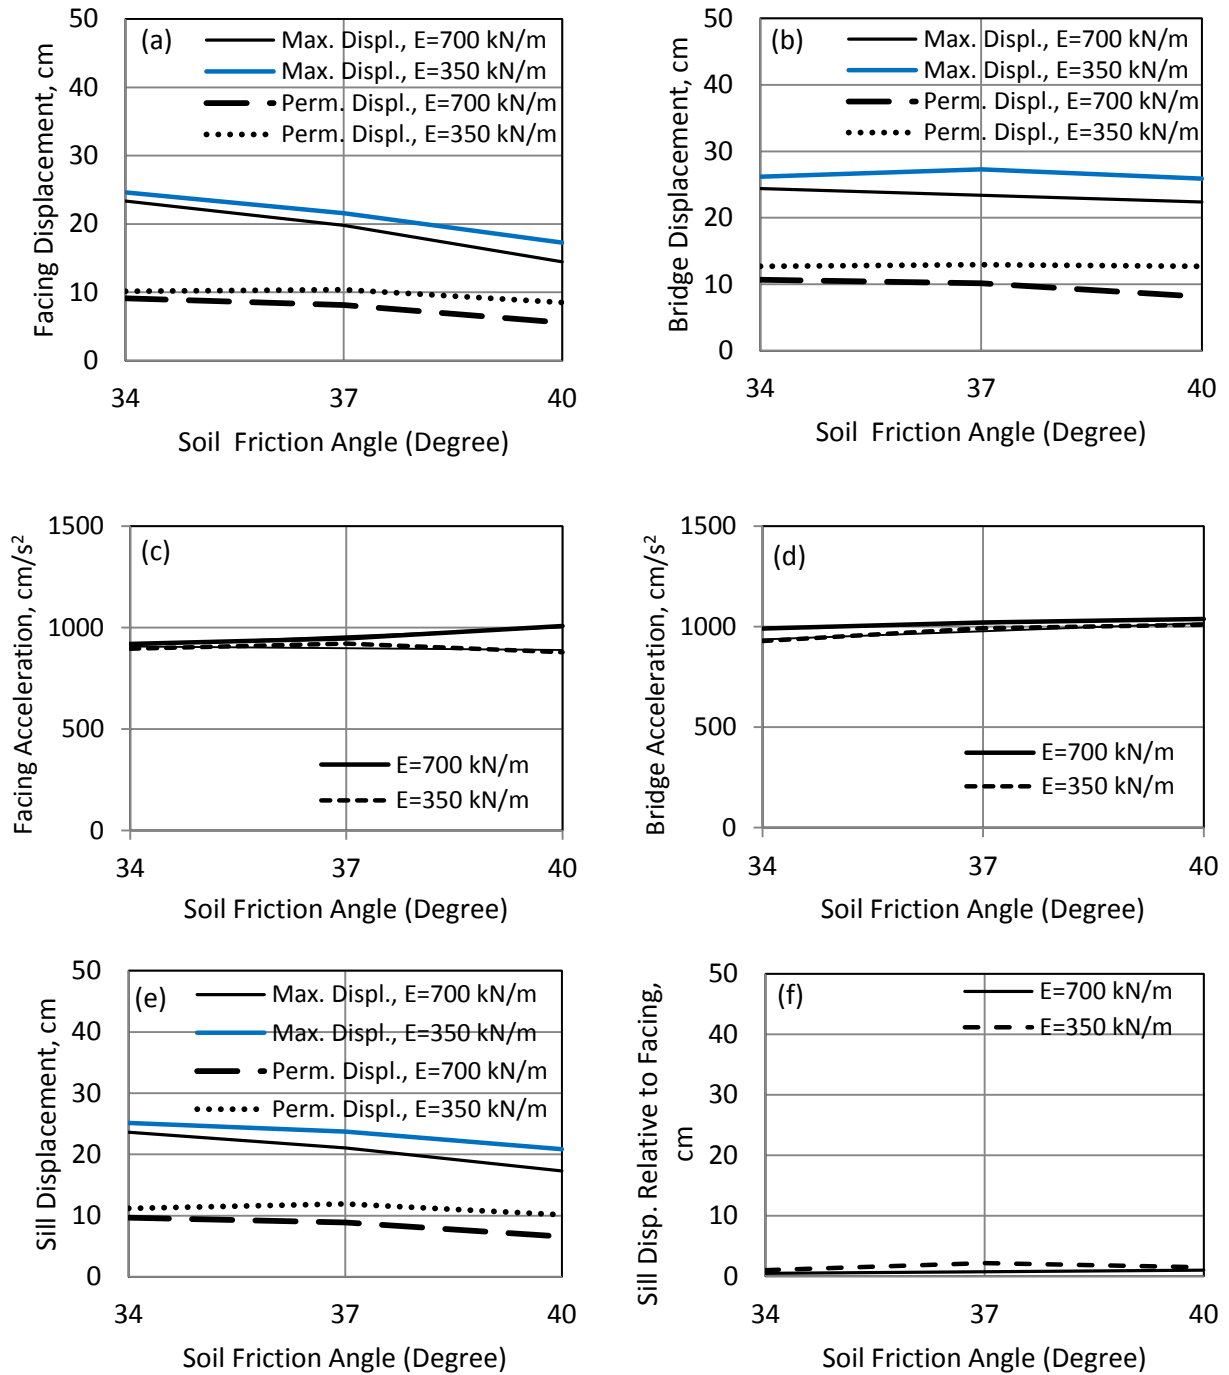 (a)
Max. Displ., E=700 kN/m
Max. Displ., E=350 kN/m
Perm. Displ., E=700 kN/m
Perm. Displ., E=350 kN/m
Facing Displacement, cm
50
40
30
20
10
0
34
37
40
Soil Friction Angle (Degree)
(b)
Max. Displ., E=700 kN/m
Max. Displ., E=350 kN/m
Perm. Displ., E=700 kN/m
Perm. Displ., E=350 kN/m
Bridge Displacement, cm
50
40
30
20
10
0
34
37
40
Soil Friction Angle (Degree)
(c)
Facing Acceleration, cm/s²
1500
1000
500
0
E=700 kN/m
E=350 kN/m
34
37
40
Soil Friction Angle (Degree)
(d)
Bridge Acceleration, cm/s²
1500
1000
500
0
E=700 kN/m
E=350 kN/m
34
37
40
Soil Friction Angle (Degree)
(e)
Max. Displ., E=700 kN/m
Max. Displ., E=350 kN/m
Perm. Displ., E=700 kN/m
Perm. Displ., E=350 kN/m
Sill Displacement, cm
50
40
30
20
10
0
34
37
40
Soil Friction Angle (Degree)
(f)
E=700 kN/m
E=350 kN/m
Sill Disp. Relative to Facing,
cm
50
40
30
20
10
0
34
37
40
Soil Friction Angle (Degree)